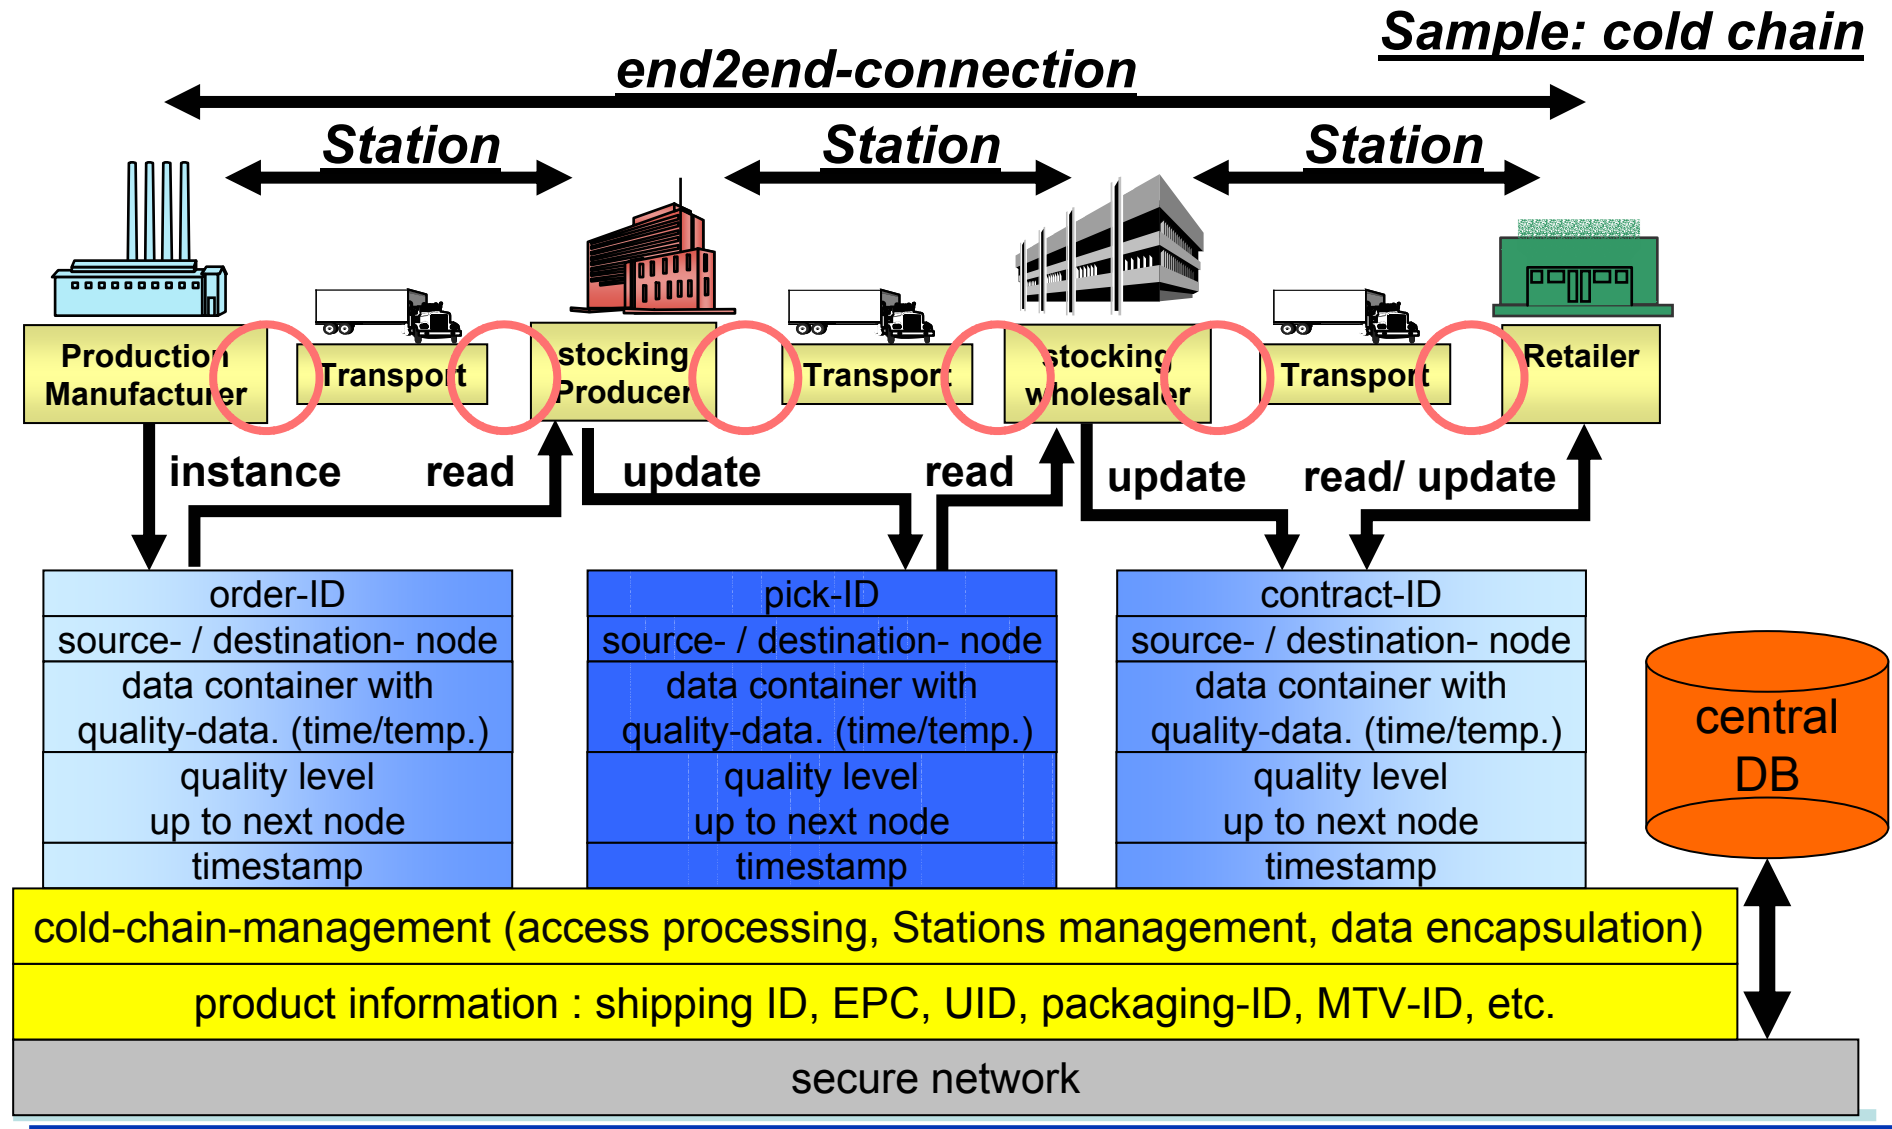 Sample: cold chain
end2end-connection
Station
Station
Station
Production
Manufacturer
Transport
stocking
Producer
Transport
stocking
wholesaler
Transport
Retailer
instance
read
update
read
update
read/ update
order-ID
source- / destination- node
data container with
quality-data. (time/temp.)
quality level
up to next node
timestamp
pick-ID
source- / destination- node
data container with
quality-data. (time/temp.)
quality level
up to next node
timestamp
contract-ID
source- / destination- node
data container with
quality-data. (time/temp.)
quality level
up to next node
timestamp
central
DB
cold-chain-management (access processing, Stations management, data encapsulation)
product information : shipping ID, EPC, UID, packaging-ID, MTV-ID, etc.
secure network